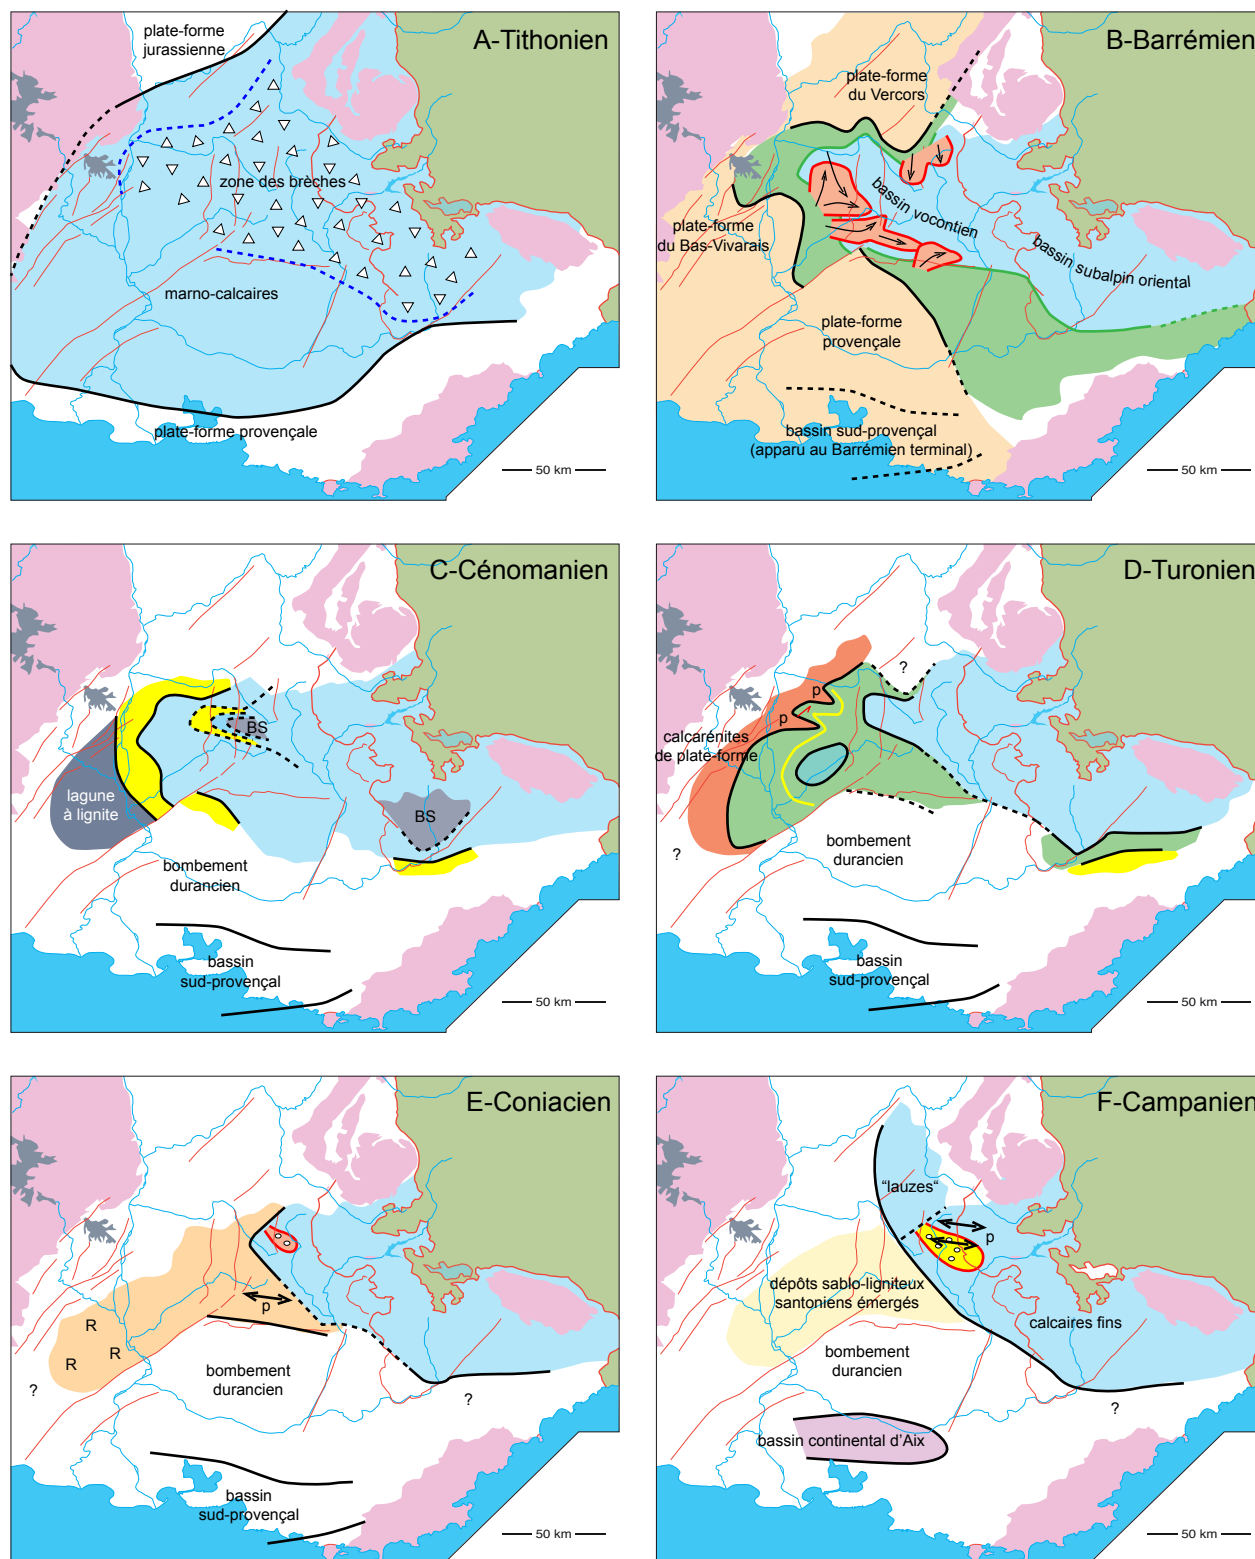 A-Tithonien
plate-forme
jurassienne
zone des brèches
marno-calcaires
plate-forme provençale
50 km
B-Barrémien
plate-forme
du Vercors
bassin vocontien
plate-forme
du Bas-Vivarais
bassin subalpin oriental
plate-forme
provençale
bassin sud-provençal
(apparu au Barrémien terminal)
50 km
C-Cénomanien
BS
lagune
à lignite
BS
bombement
durancien
bassin
sud-provençal
50 km
D-Turonien
?
p
p
calcarénites
de plate-forme
?
bombement
durancien
bassin
sud-provençal
50 km
E-Coniacien
p
R
R
R
?
bombement
durancien
?
bassin
sud-provençal
50 km
F-Campanien
"lauzes"
p
dépôts sablo-ligniteux
santoniens émergés
calcaires fins
bombement
durancien
?
bassin continental d'Aix
50 km